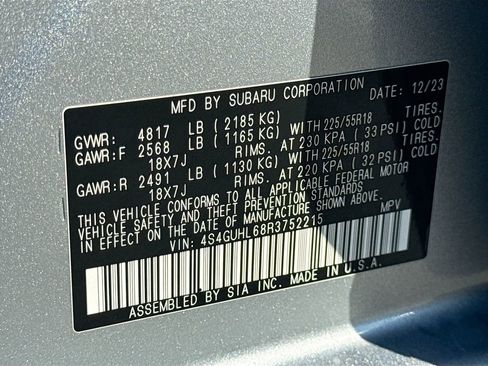 MFD BY SUBARU CORPORATION DATE: 12/23
GVWR: 4817 LB (2185 KG)
GAWR:F 2568 LB (1165 KG) WITH 225/55R18 TIRES.
18X7J RIMS. AT 230 KPA (33 PSI) COLD
GAWR:R 2491 LB (1130 KG) WITH 225/55R18 TIRES.
18X7J RIMS. AT 220 KPA (32 PSI) COLD
THIS VEHICLE CONFORMS TO ALL APPLICABLE FEDERAL MOTOR
VEHICLE SAFETY AND THEFT PREVENTION STANDARDS
IN EFFECT ON THE DATE OF MANUFACTURE SHOWN ABOVE.
VIN: 4S4GUHL68R3752215 MPV
ASSEMBLED BY SIA INC. MADE IN U.S.A.